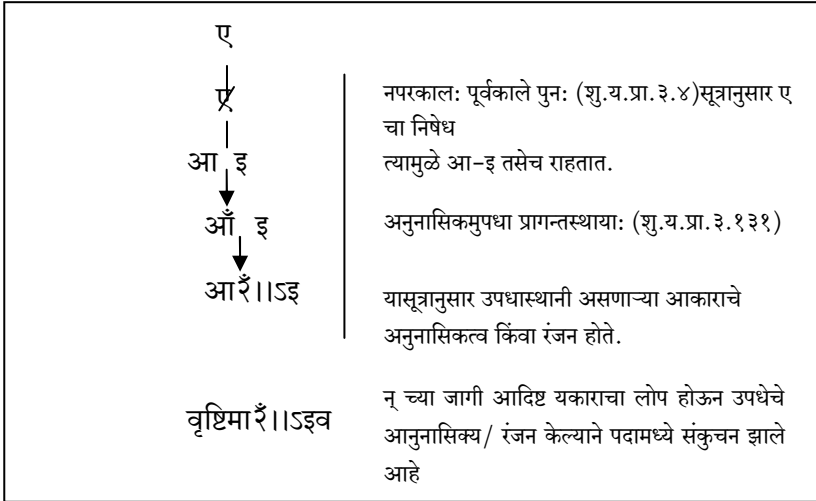 ए
ए
नपरकाल: पूर्वकाले पुन: (शु.य.प्रा.३.४)सूत्रानुसार ए
चा निषेध
आ इ
त्यामुळे आ-इ तसेच राहतात.
आँ इ
अनुनासिकमुपधा प्रागन्तस्थाया: (शु.य.प्रा.३.१३१)
आरँ।।ऽइ
यासूत्रानुसार उपधास्थानी असणाऱ्या आकाराचे
अनुनासिकत्व किंवा रंजन होते.
वृष्टिमारँ।।ऽइव
न् च्या जागी आदिष्ट यकाराचा लोप होऊन उपधेचे
आनुनासिक्य/ रंजन केल्याने पदामध्ये संकुचन झाले
आहे